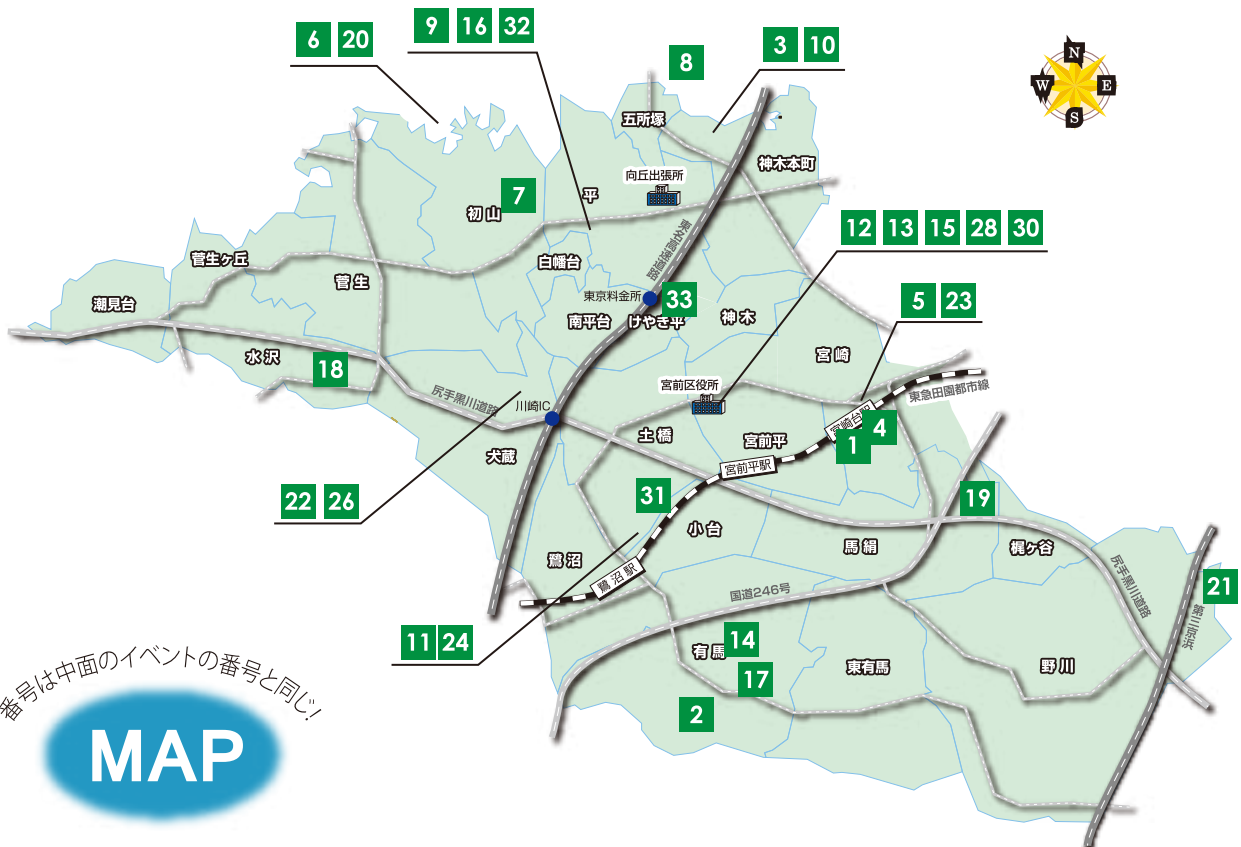 9 16 32
6 20
3 10
8
N
W E
S
五所塚
神木本町
向丘出張所
平
7
初山
12 13 15 28 30
東名高速道路
菅生ヶ丘
白幡台
菅生
潮見台
東京料金所
33
5 23
南平台
けやき平
神木
水沢
18
宮崎
宮前区役所
東急田園都市線
尻手黒川道路
川崎IC
宮崎台駅
4
1
土橋
宮前平
犬蔵
宮前平駅
22 26
31
19
小台
馬絹
梶ヶ谷
鷺沼
鷺沼駅
国道246号
尻手黒川道路
21
第三京浜
11 24
14
有馬
17
東有馬
野川
2
番号は中面のイベントの番号と同じ!
MAP